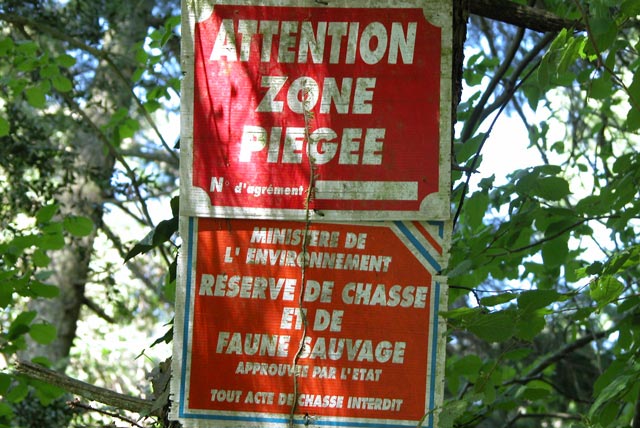 ATTENTION
ZONE
PIEGEE
N° d'agrément
MINISTERE DE
L'ENVIRONNEMENT
RESERVE DE CHASSE
ET DE
FAUNE SAUVAGE
APPROUVEE PAR L'ETAT
TOUT ACTE DE CHASSE INTERDIT